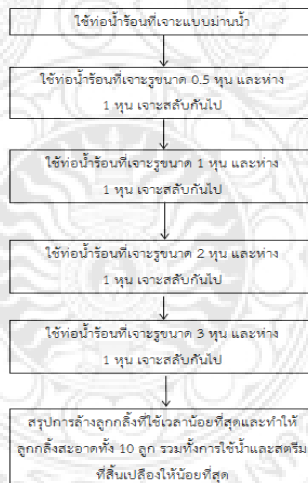 ใช้ท่อน้ำร้อนที่เจาะแบบม่านน้ำ
ใช้ท่อน้ำร้อนที่เจาะรูขนาด 0.5 หุน และห่าง
1 หุน เจาะสลับกันไป
ใช้ท่อน้ำร้อนที่เจาะรูขนาด 1 หุน และห่าง
1 หุน เจาะสลับกันไป
ใช้ท่อน้ำร้อนที่เจาะรูขนาด 2 หุน และห่าง
1 หุน เจาะสลับกันไป
ใช้ท่อน้ำร้อนที่เจาะรูขนาด 3 หุน และห่าง
1 หุน เจาะสลับกันไป
สรุปการล้างลูกกลิ้งที่ใช้เวลาน้อยที่สุดและทำให้
ลูกกลิ้งสะอาดทั้ง 10 ลูก รวมทั้งการใช้น้ำและสตรีม
ที่สิ้นเปลืองให้น้อยที่สุด